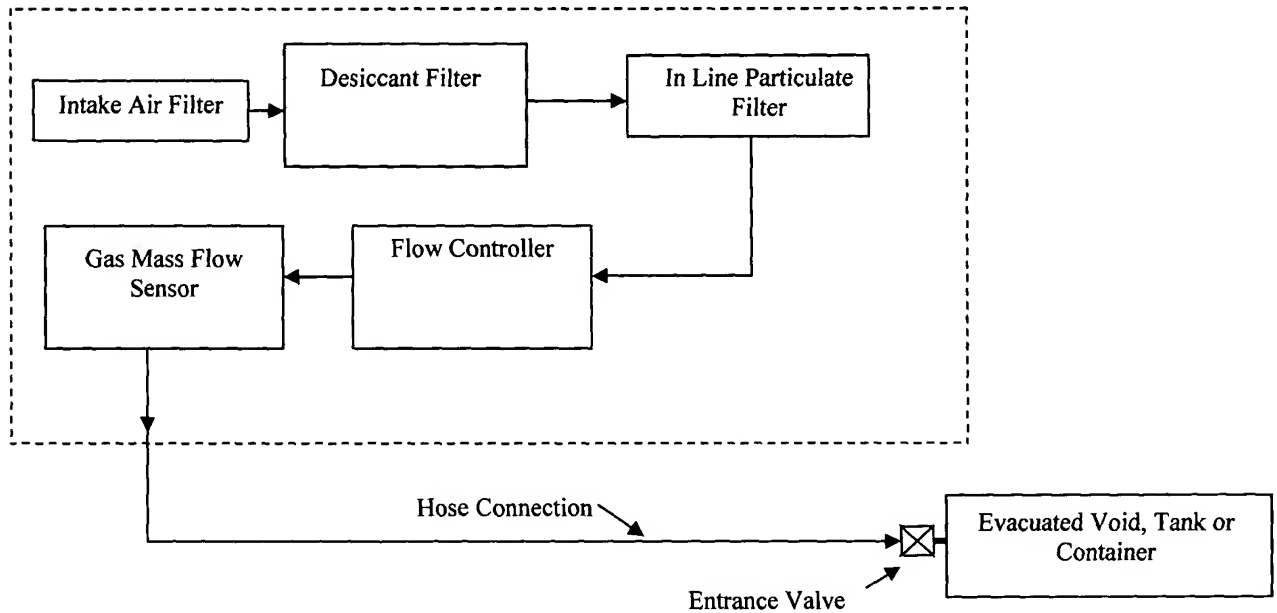 Intake Air Filter
Desiccant Filter
In Line Particulate
Filter
Gas Mass Flow
Sensor
Flow Controller
Hose Connection
Entrance Valve
Evacuated Void, Tank or
Container